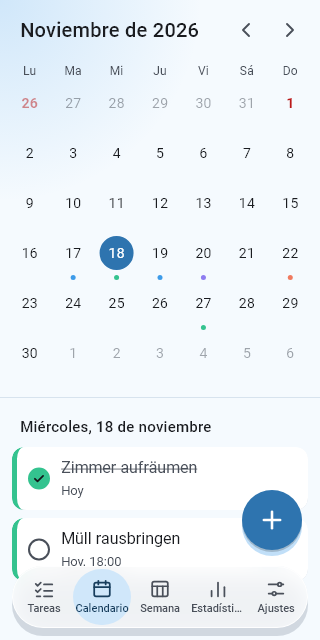 Noviembre de 2026
Lu Ma Mi Ju Vi Sá Do
26 27 28 29 30 31 1
2 3 4 5 6 7 8
9 10 11 12 13 14 15
16 17 18 19 20 21 22
23 24 25 26 27 28 29
30 1 2 3 4 5 6
Miércoles, 18 de noviembre
Zimmer aufräumen
Hoy
Müll rausbringen
Hoy, 18:00
Tareas Calendario Semana Estadísti... Ajustes